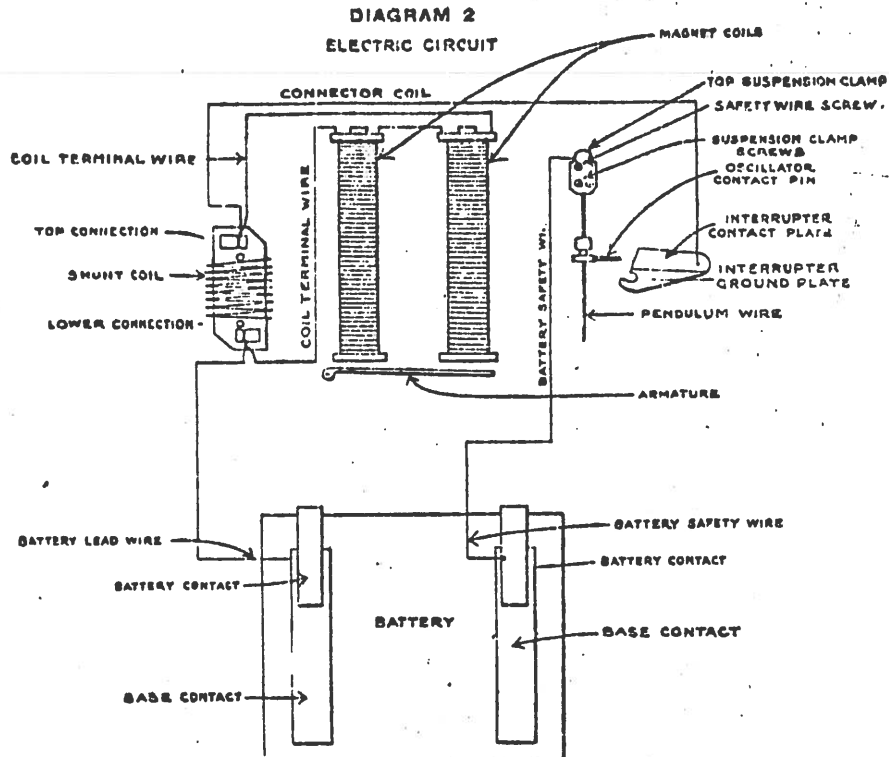 DIAGRAM 2
ELECTRIC CIRCUIT
MAGNET COILS
CONNECTOR COIL
TOP SUSPENSION CLAMP
SAFETY WIRE SCREW.
COIL TERMINAL WIRE
SUSPENSION CLAMP
SCREWS
OSCILLATOR
CONTACT PIN
COIL TERMINAL WIRE
TOP CONNECTION
SHUNT COIL
LOWER CONNECTION
BATTERY SAFETY WI.
INTERRUPTER
CONTACT PLATE
INTERRUPTER
GROUND PLATE
PENDULUM WIRE
ARMATURE
BATTERY LEAD WIRE
BATTERY SAFETY WIRE
BATTERY CONTACT
BATTERY CONTACT
BATTERY
BASE CONTACT
BASE CONTACT